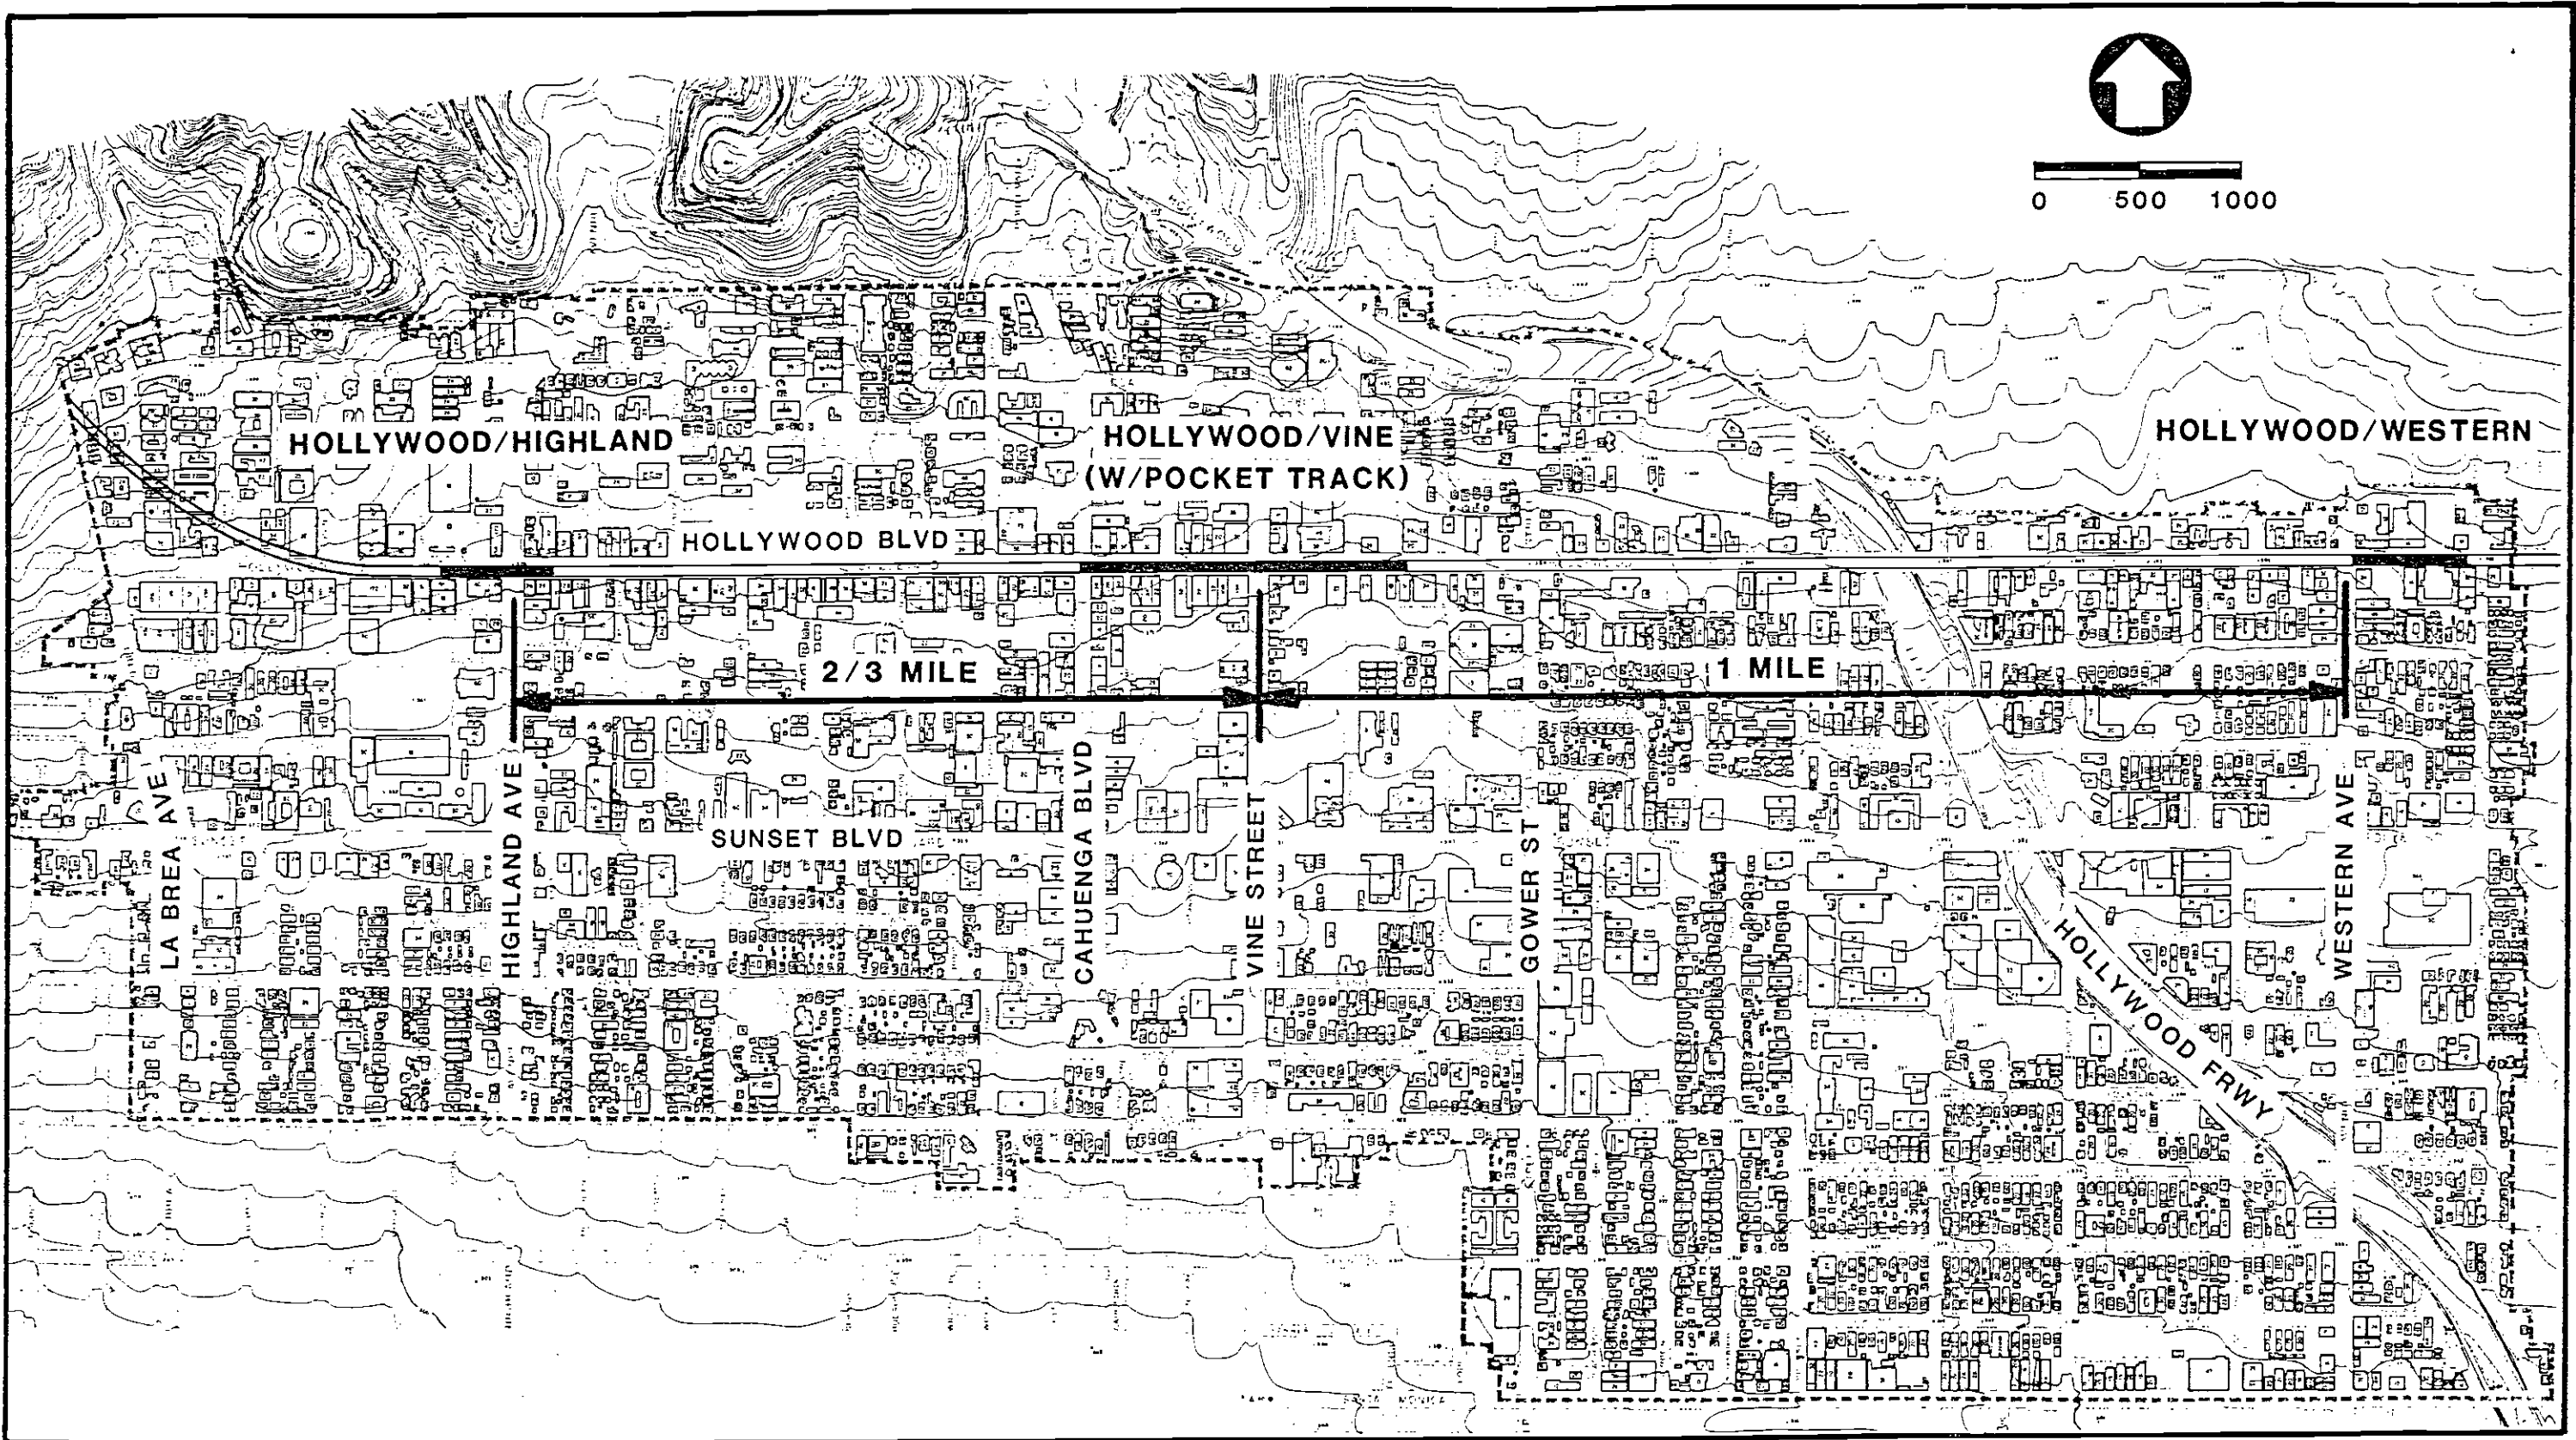 0 500 1000
HOLLYWOOD/HIGHLAND
HOLLYWOOD/VINE
(W/POCKET TRACK)
HOLLYWOOD/WESTERN
HOLLYWOOD BLVD
2/3 MILE
1 MILE
SUNSET BLVD
LA BREA AVE
HIGHLAND AVE
CAHUENGA BLVD
VINE STREET
GOWER ST
WESTERN AVE
HOLLYWOOD FRWY